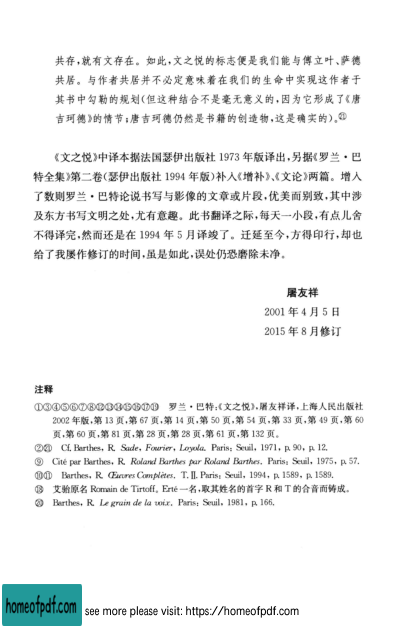 共存,就有文存在。如此,文之悦的标志便是我们能与傅立叶、萨德
共居。与作者共居并不必定意味着在我们的生命中实现这作者于
其书中勾勒的规划(但这种结合不是毫无意义的,因为它形成了《唐
吉珂德》的情节;唐吉珂德仍然是书籍的创造物,这是确实的)。㉑
《文之悦》中译本据法国瑟伊出版社 1973 年版译出,另据《罗兰·巴
特全集》第二卷(瑟伊出版社 1994 年版)补入《增补》、《文论》两篇。增入
了数则罗兰·巴特论说书写与影像的文章或片段,优美而别致,其中涉
及东方书写文明之处,尤有意趣。此书翻译之际,每天一小段,有点儿舍
不得译完,然而还是在 1994 年 5 月译竣了。迁延至今,方得印行,却也
给了我屡作修订的时间,虽是如此,误处仍恐磨除未净。
屠友祥
2001 年 4 月 5 日
2015 年 8 月修订
注释
①③④⑤⑥⑦⑧⑫⑬⑭⑮⑯⑰⑲ 罗兰·巴特:《文之悦》,屠友祥译,上海人民出版社
2002 年版,第 13 页,第 67 页,第 14 页,第 50 页,第 54 页,第 33 页,第 49 页,第 60
页,第 60 页,第 81 页,第 28 页,第 28 页,第 61 页,第 132 页。
②㉑ Cf. Barthes, R. Sade, Fourier, Loyola. Paris: Seuil, 1971, p. 90, p. 12.
⑨ Cité par Barthes, R. Roland Barthes par Roland Barthes. Paris: Seuil, 1975, p. 57.
⑩⑪ Barthes, R. Œuvres Complètes. T. Ⅱ. Paris: Seuil, 1994, p. 1589, p. 1589.
⑱ 艾驰原名 Romain de Tirtoff, Erté 一名,取其姓名的首字 R 和 T 的合音而铸成。
⑳ Barthes, R. Le grain de la voix. Paris: Seuil, 1981, p. 166.
homeofpdf.com
see more please visit: https://homeofpdf.com